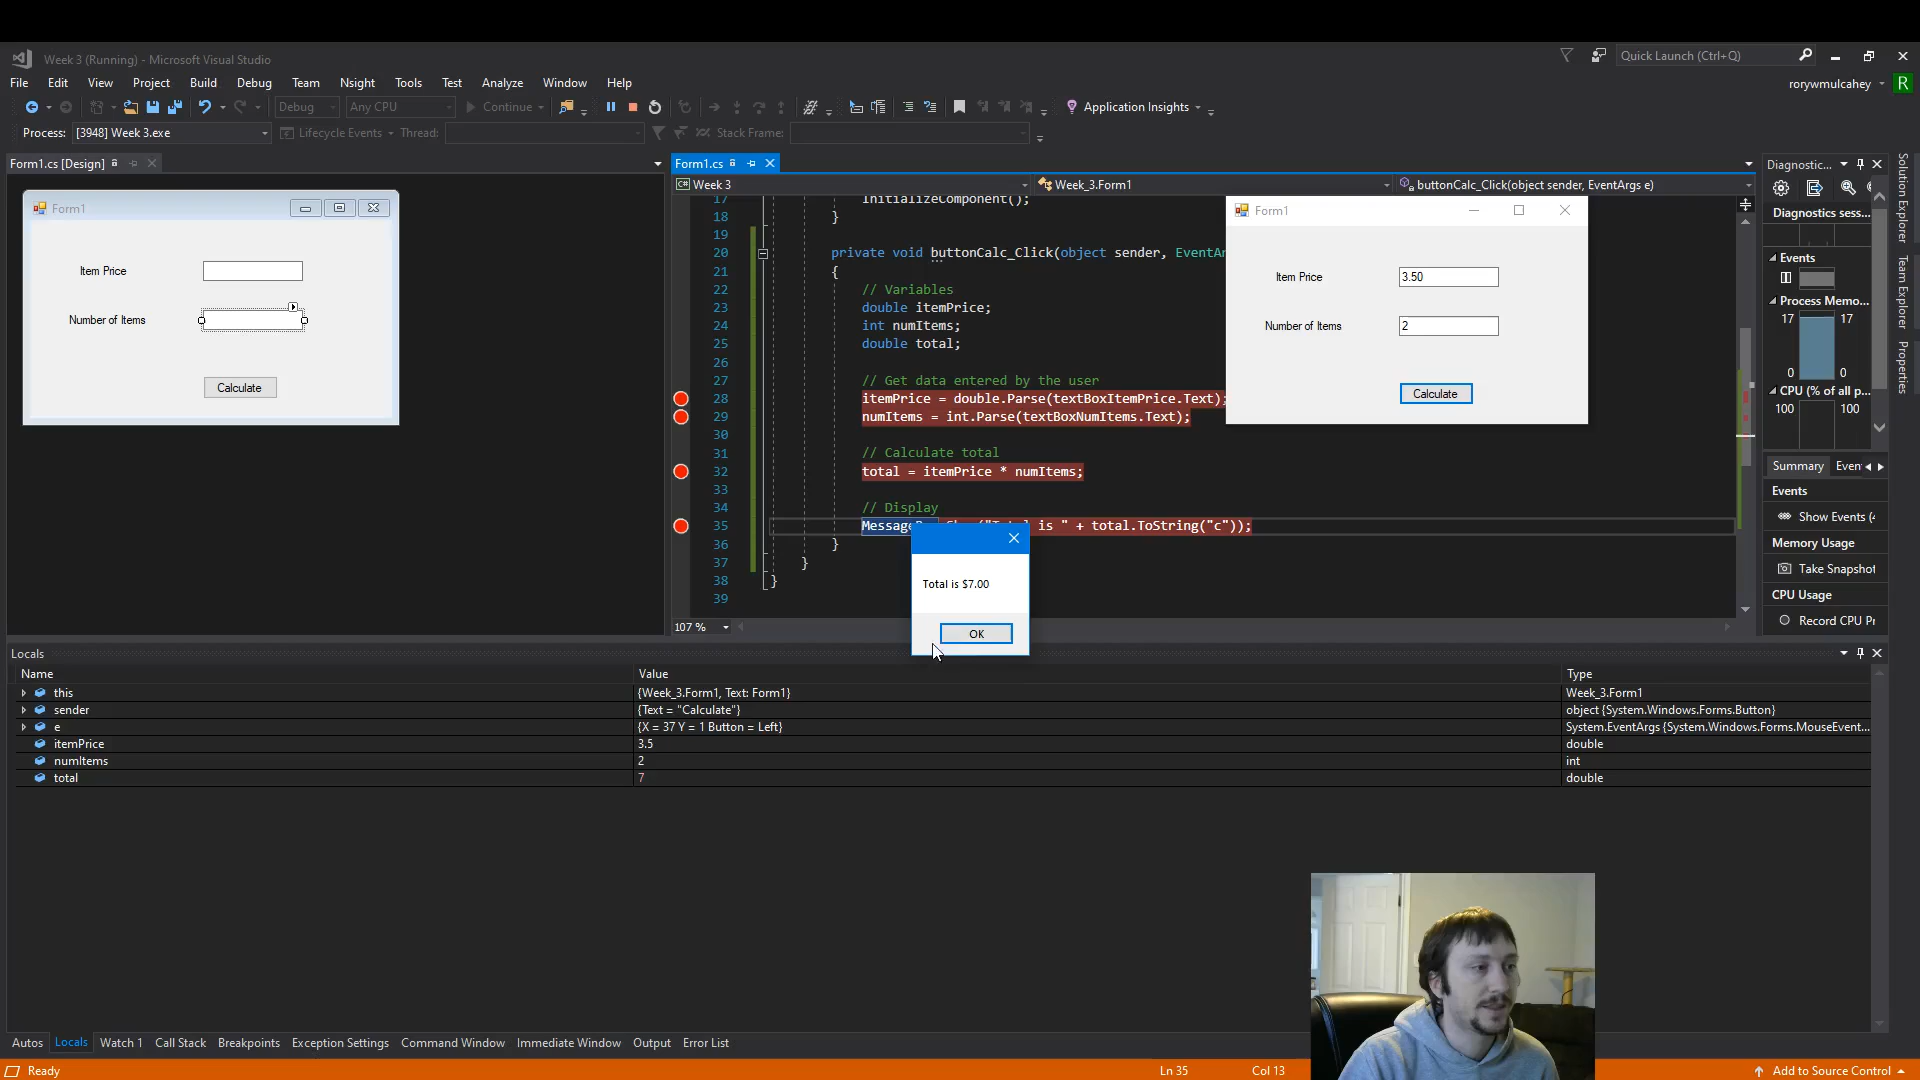 Week 3 (Running) - Microsoft Visual Studio
Quick Launch (Ctrl+Q)
File Edit View Project Build Debug Team Nsight Tools Test Analyze Window Help
rorywmulcahey R
Debug Any CPU Continue Application Insights
Process: [3948] Week 3.exe Lifecycle Events Thread: Stack Frame:
Form1.cs [Design]
Form1
Item Price
Number of Items
Calculate
Form1.cs
C# Week 3 Week_3.Form1 buttonCalc_Click(object sender, EventArgs e)
17 InitializeComponent();
18 }
19
20 private void buttonCalc_Click(object sender, EventAr
21 {
22 // Variables
23 double itemPrice;
24 int numItems;
25 double total;
26
27 // Get data entered by the user
28 itemPrice = double.Parse(textBoxItemPrice.Text);
29 numItems = int.Parse(textBoxNumItems.Text);
30
31 // Calculate total
32 total = itemPrice * numItems;
33
34 // Display
35 Message is " + total.ToString("c"));
36 }
37 }
38 }
39
107 %
Form1
Item Price 3.50
Number of Items 2
Calculate
Total is $7.00
OK
Diagnostic...
Diagnostics sess...
Events
Process Memo...
17 17
0 0
CPU (% of all p...
100 100
Summary Even
Events
Show Events (
Memory Usage
Take Snapshot
CPU Usage
Record CPU Pr
Solution Explorer
Team Explorer
Properties
Locals
Name Value Type
this {Week_3.Form1, Text: Form1} Week_3.Form1
sender {Text = "Calculate"} object {System.Windows.Forms.Button}
e {X = 37 Y = 1 Button = Left} System.EventArgs {System.Windows.Forms.MouseEvent...
itemPrice 3.5 double
numItems 2 int
total 7 double
Autos Locals Watch 1 Call Stack Breakpoints Exception Settings Command Window Immediate Window Output Error List
Ready Ln 35 Col 13 Add to Source Control